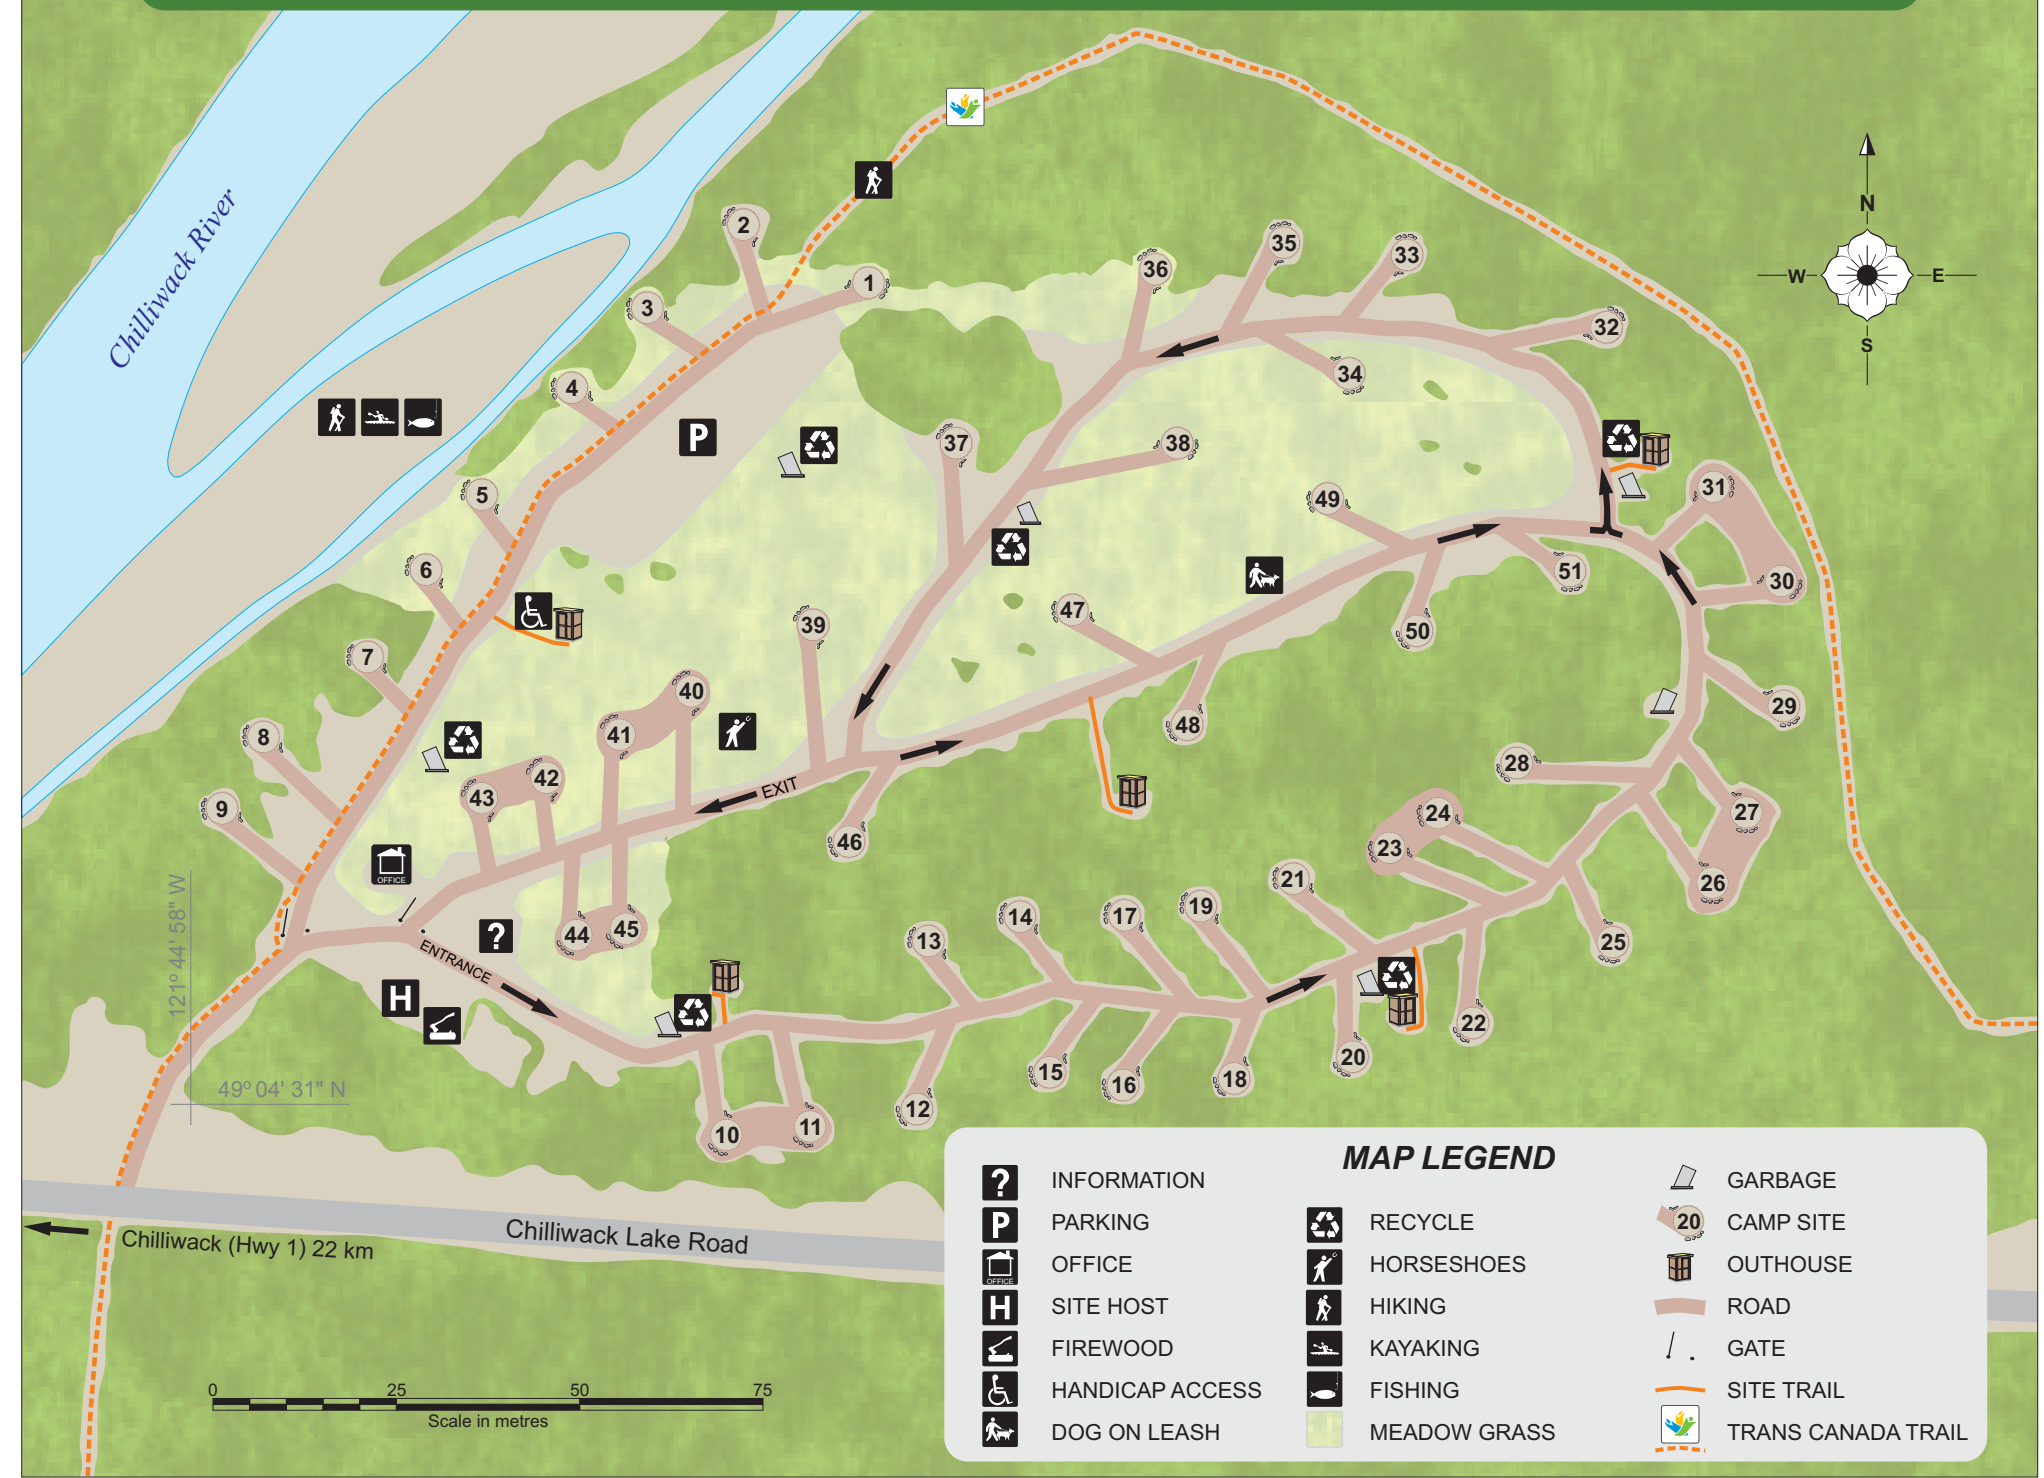 Chilliwack River
N
W
E
S
2
1
3
4
5
6
7
8
9
35
33
36
32
34
P
37
38
31
49
30
51
39
47
50
40
41
48
29
42
43
28
EXIT
46
24
27
23
26
OFFICE
21
?
44
45
13
14
17
19
25
ENTRANCE
H
22
20
15
16
18
12
10
11
121º 44' 58" W
49º 04' 31" N
Chilliwack Lake Road
Chilliwack (Hwy 1) 22 km
0 25 50 75
Scale in metres
MAP LEGEND
? INFORMATION
P PARKING
OFFICE OFFICE
H SITE HOST
FIREWOOD
HANDICAP ACCESS
DOG ON LEASH
RECYCLE
HORSESHOES
HIKING
KAYAKING
FISHING
MEADOW GRASS
GARBAGE
20 CAMP SITE
OUTHOUSE
ROAD
GATE
SITE TRAIL
TRANS CANADA TRAIL